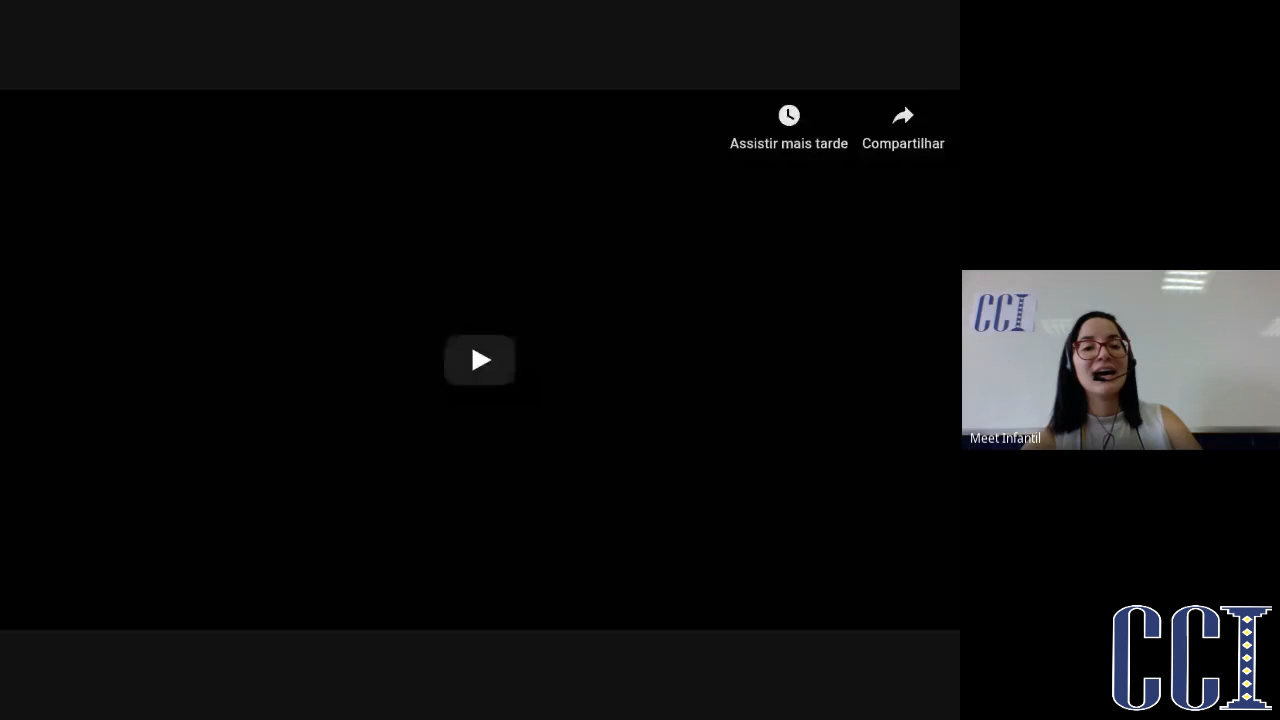 Assistir mais tarde
Compartilhar
CCI
Meet Infantil
CCI